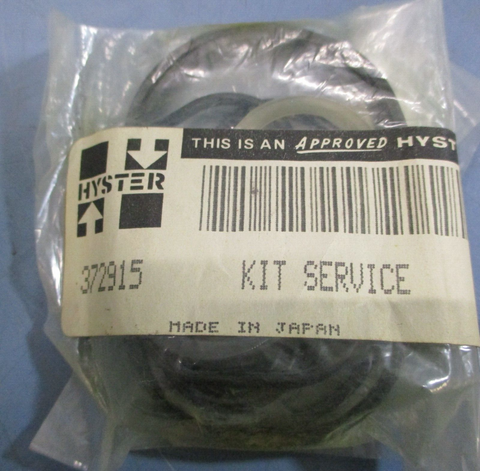 THIS IS AN APPROVED HYST
HYSTER
372915 KIT SERVICE
MADE IN JAPAN